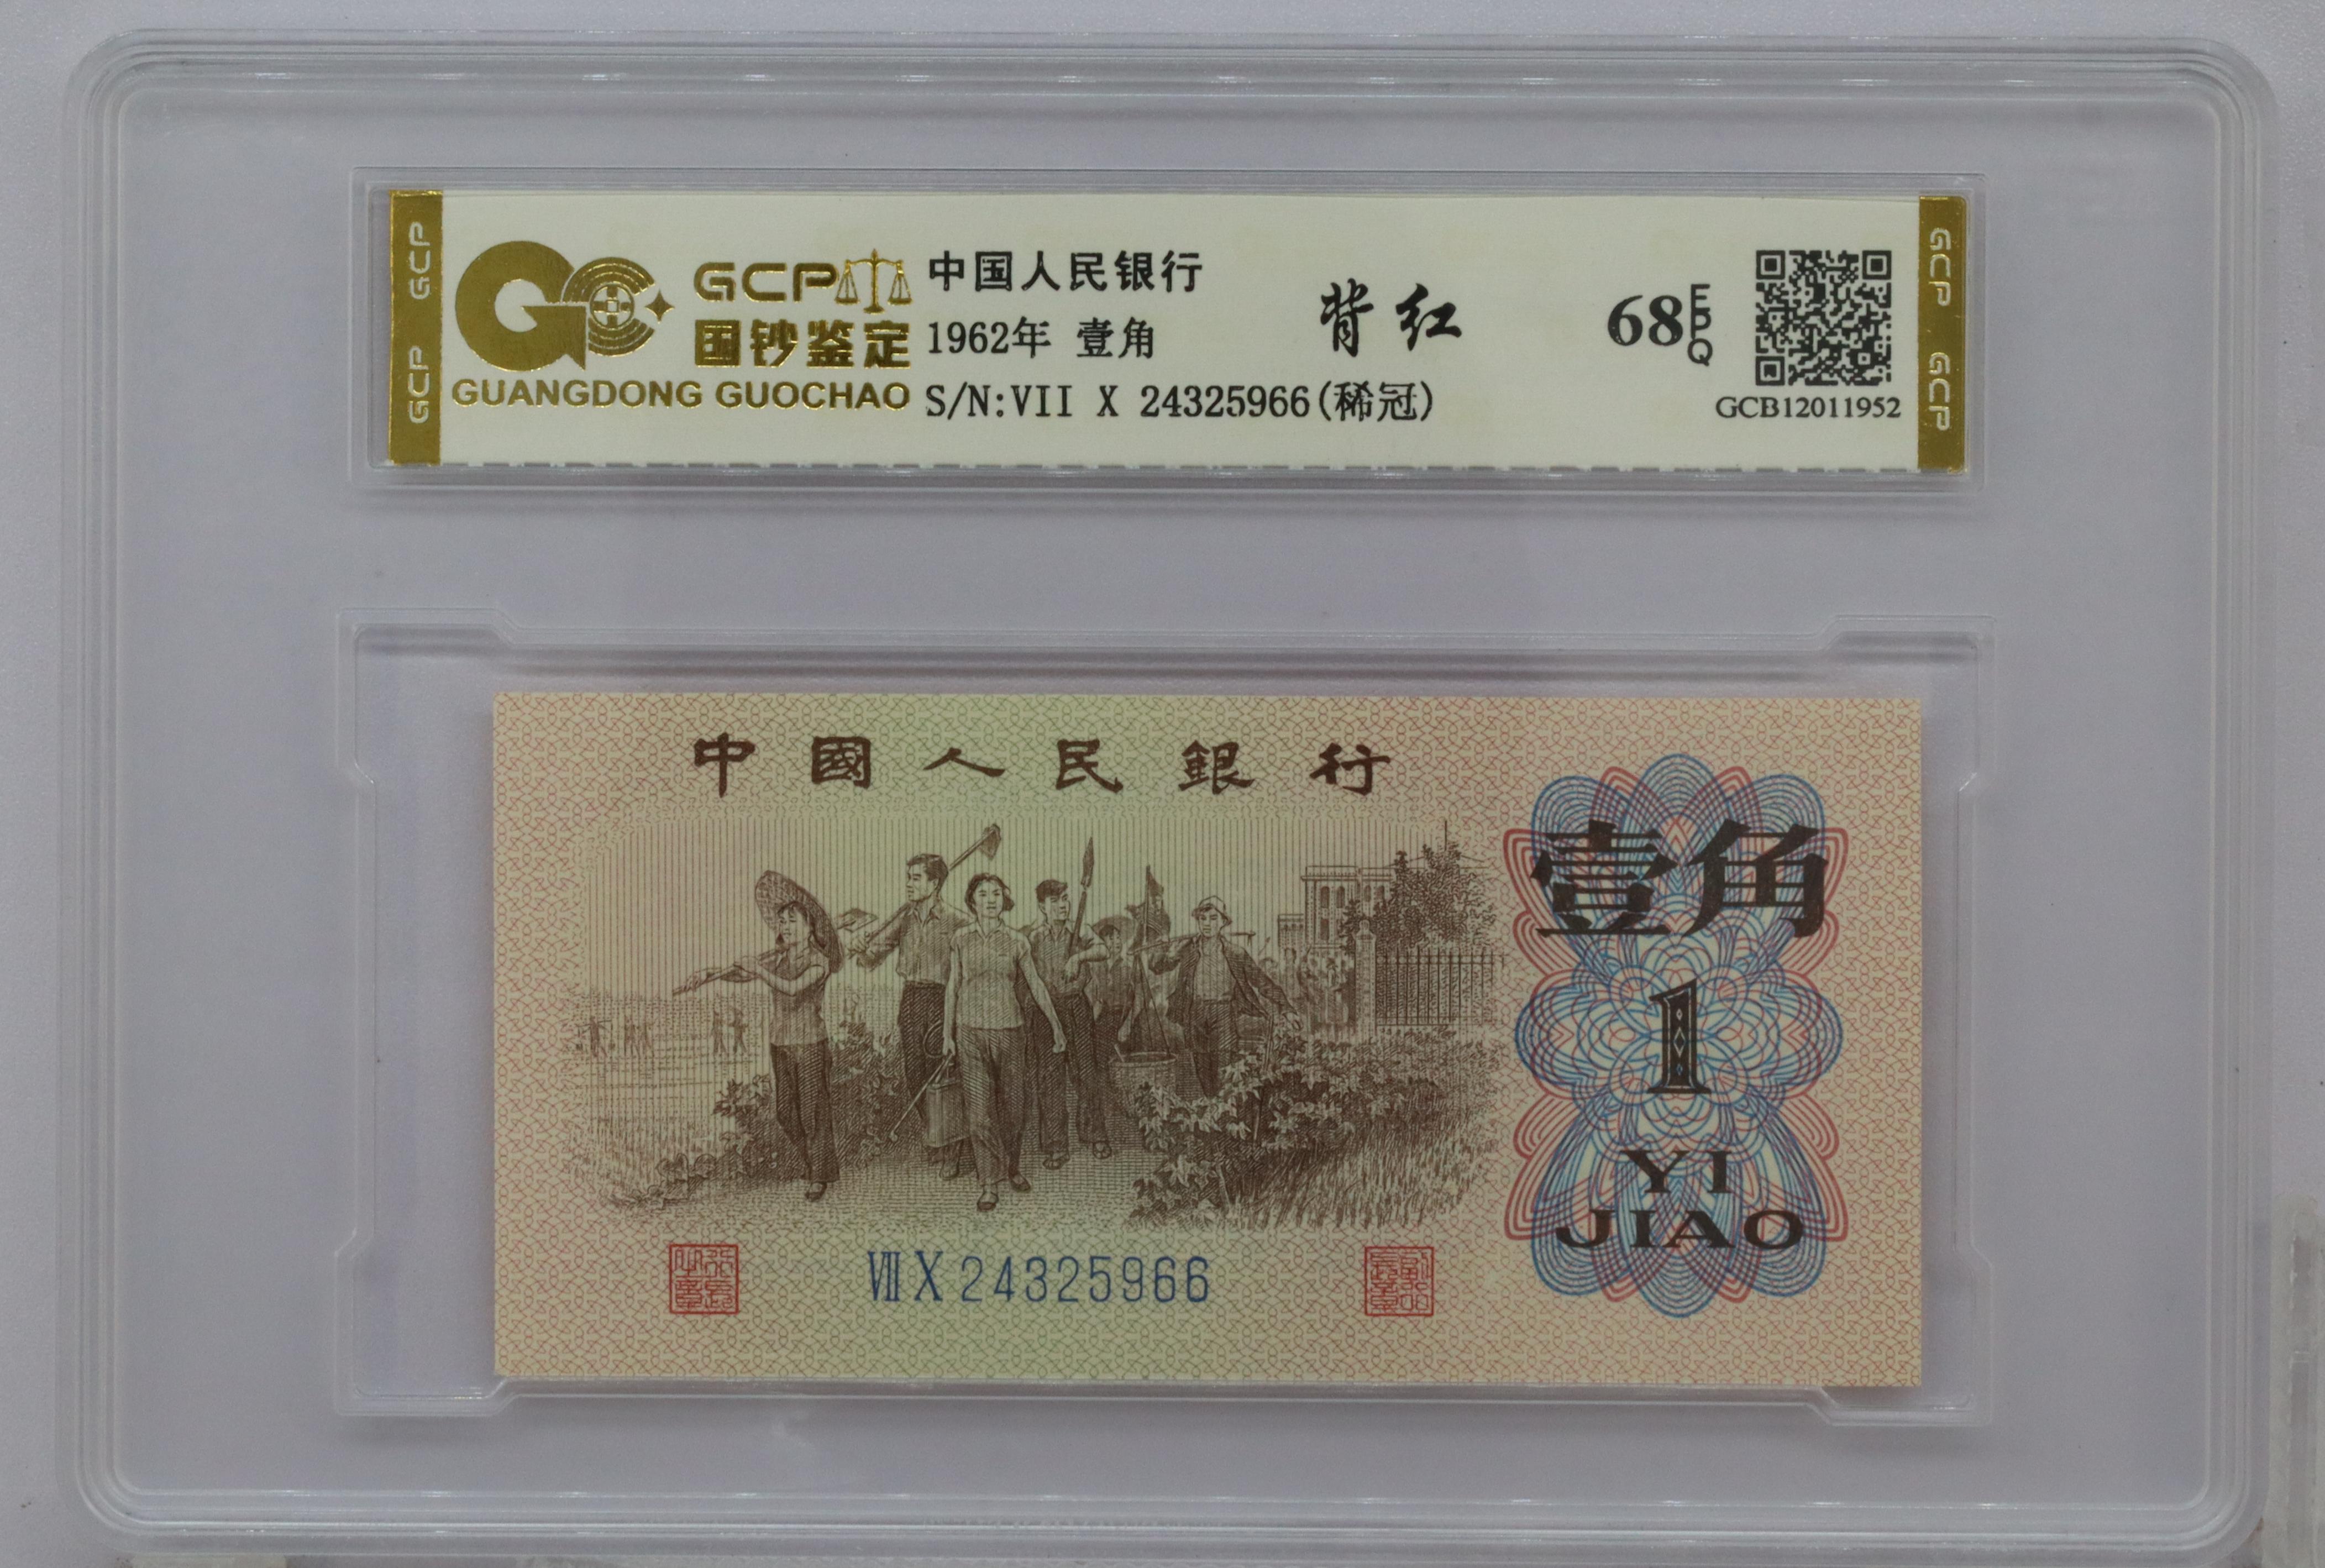 GCP GCP
GCP
国钞鉴定
GUANGDONG GUOCHAO
中国人民银行
1962年 壹角
S/N:VII X 24325966(稀冠)
背红
68EPQ
GCB12011952
GCP GCP
中國人民銀行
壹角
1
YI
JIAO
Ⅶ X 24325966